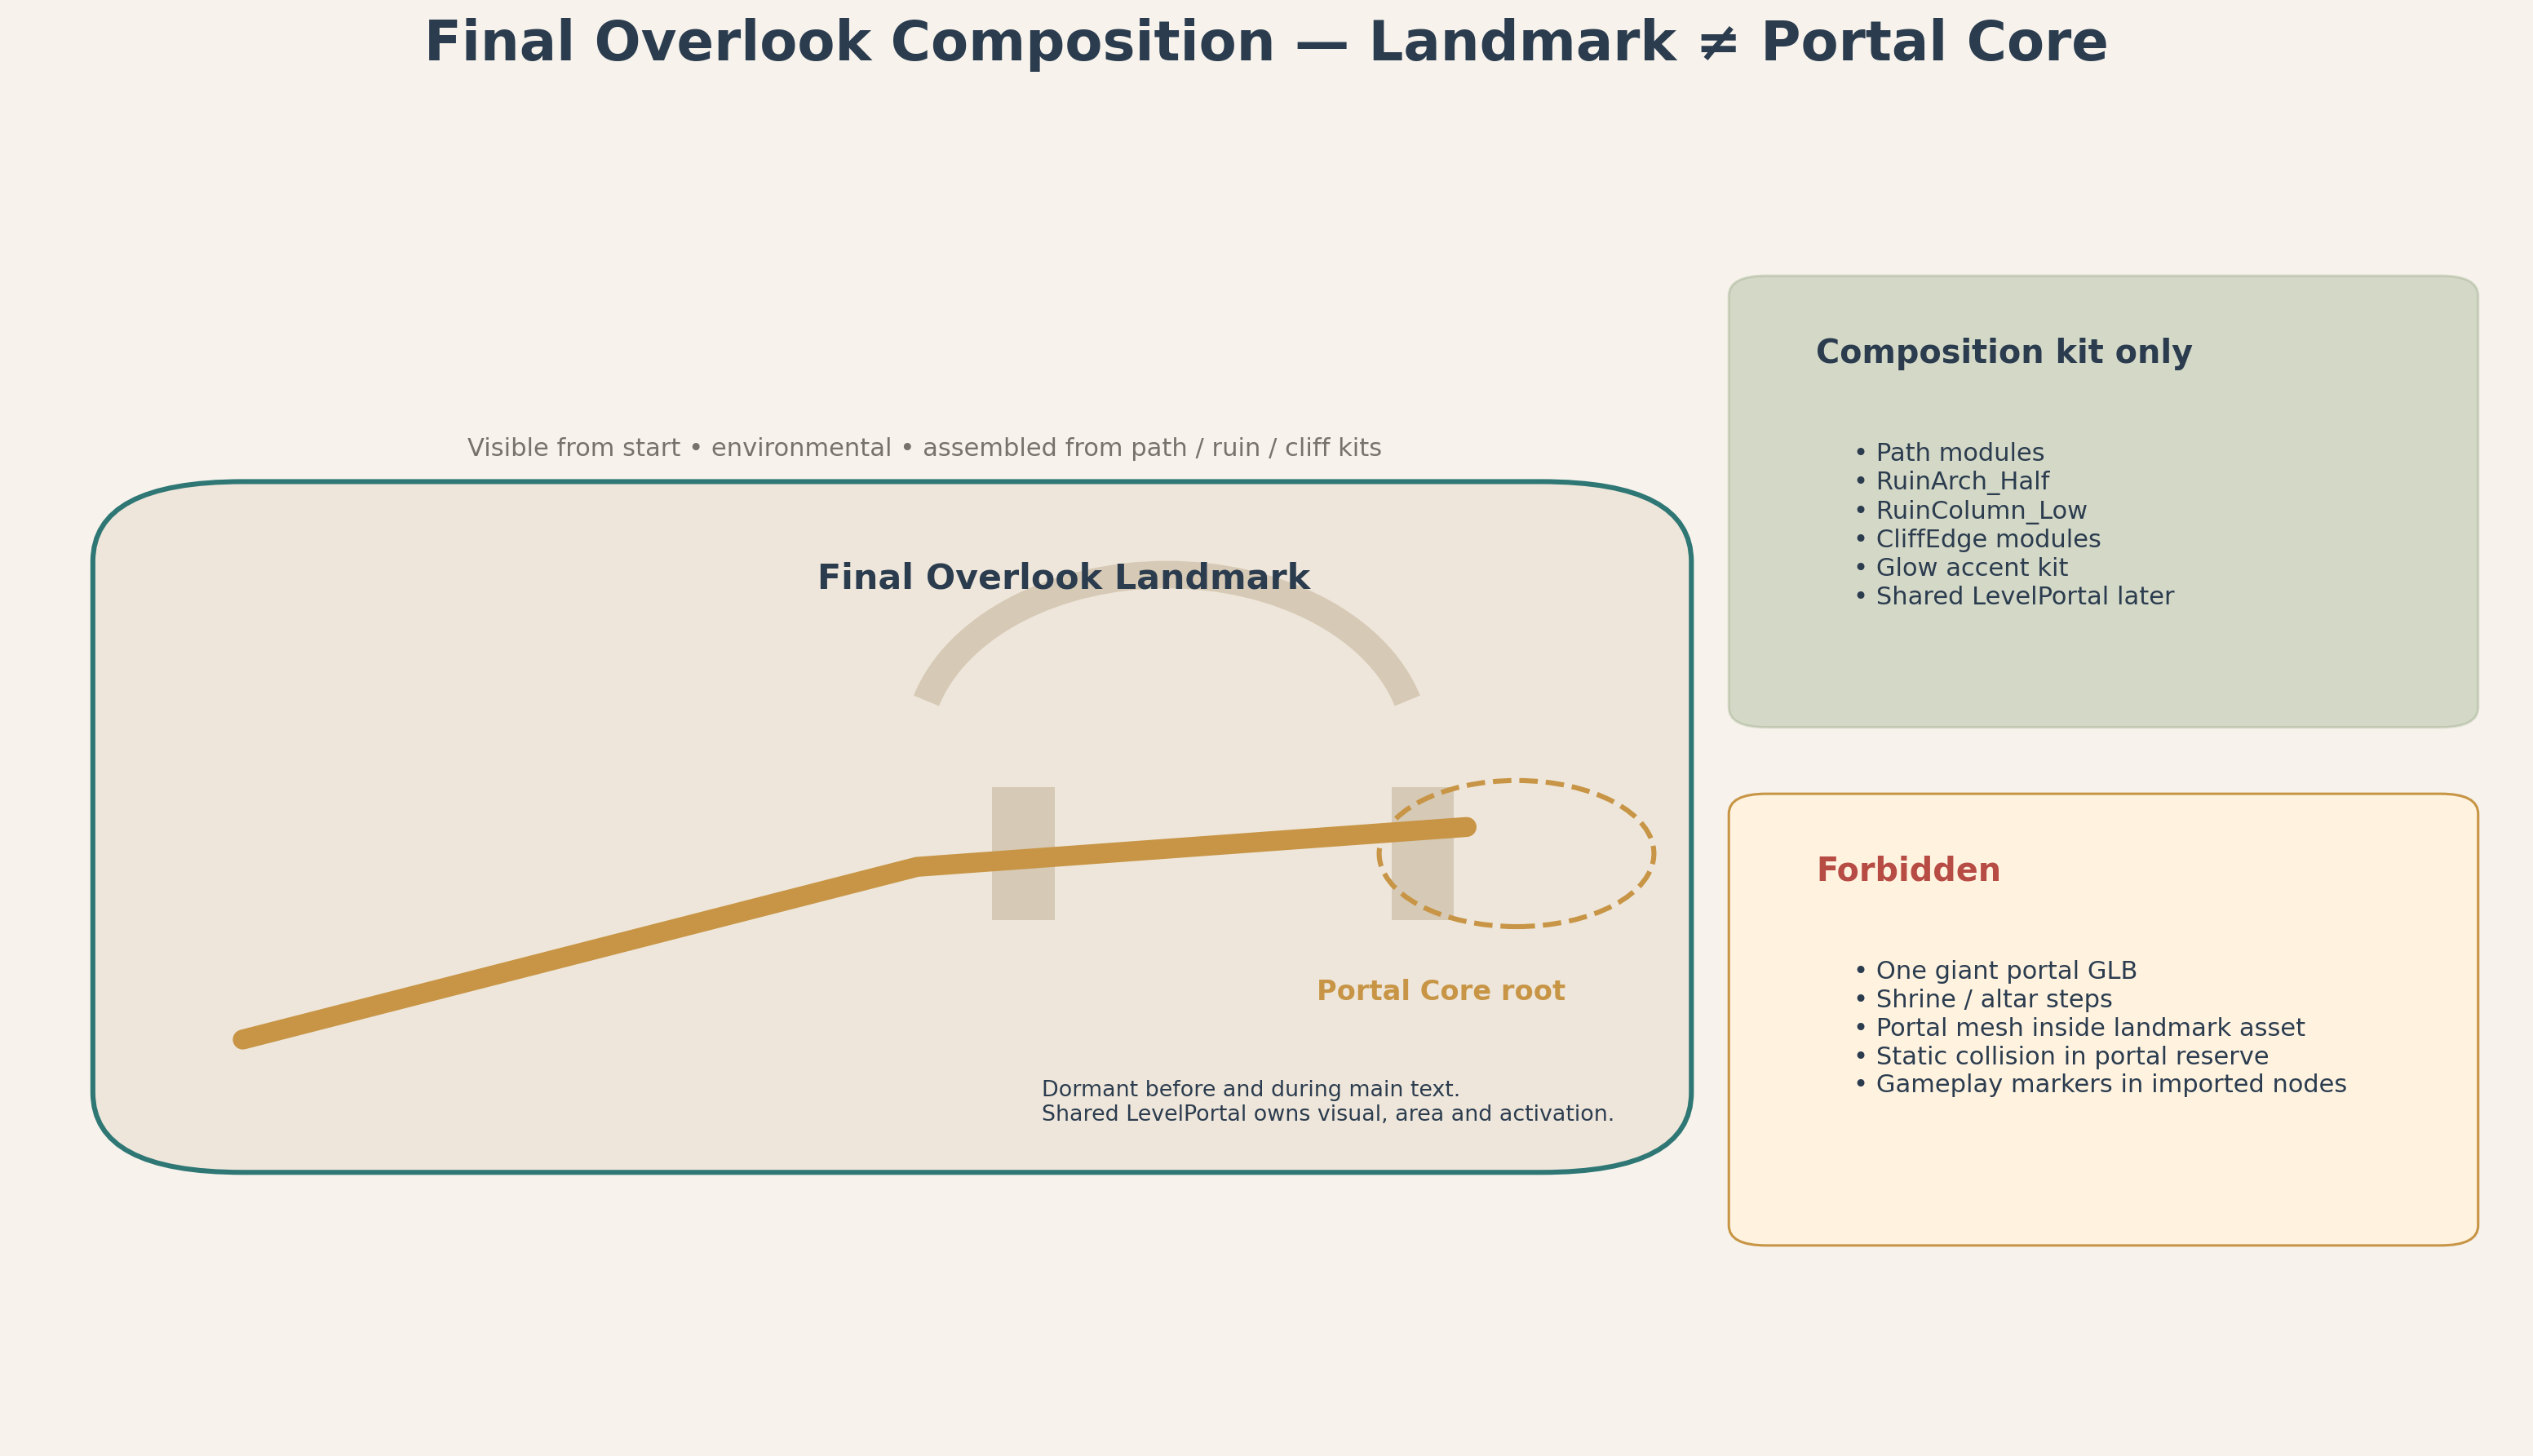 Final Overlook Composition — Landmark ≠ Portal Core
Visible from start • environmental • assembled from path / ruin / cliff kits
Final Overlook Landmark
Portal Core root
Dormant before and during main text.
Shared LevelPortal owns visual, area and activation.
Composition kit only
• Path modules
• RuinArch_Half
• RuinColumn_Low
• CliffEdge modules
• Glow accent kit
• Shared LevelPortal later
Forbidden
• One giant portal GLB
• Shrine / altar steps
• Portal mesh inside landmark asset
• Static collision in portal reserve
• Gameplay markers in imported nodes